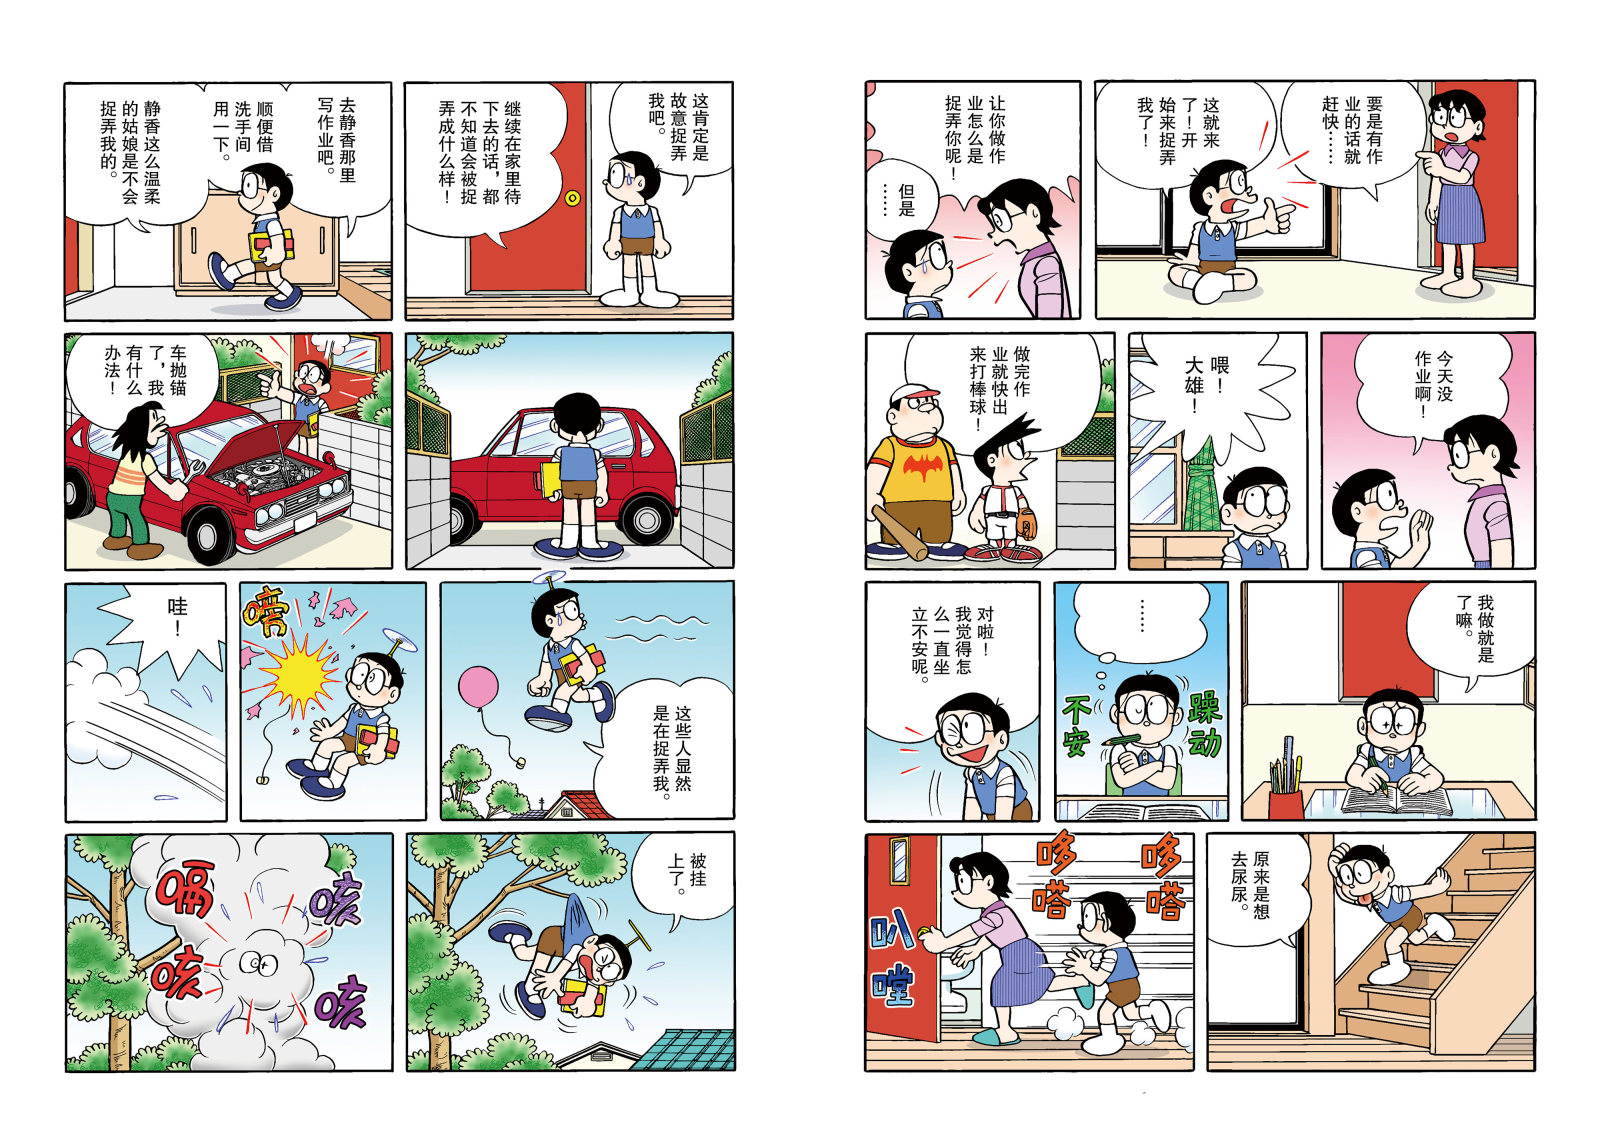 要是有作
业的话就
赶快……
这就来
了！开
始来捉弄
我了！
让你做作
业怎么是
捉弄你呢！
但是
……
今天没
作业啊！
喂！
大雄！
做完作
业就快出
来打棒球！
我做就是
了嘛。
……
躁动
不安
对啦！
我觉得怎
么一直坐
立不安呢。
原来是想
去尿尿。
哆嗒
哆嗒
叭嘡
这肯定是
故意捉弄
我吧。
继续在家里待
下去的话，都
不知道会被捉
弄成什么样！
去静香那里
写作业吧。
顺便借
洗手间
用一下。
静香这么温柔
的姑娘是不会
捉弄我的。
车抛锚
了，我
有什么
办法！
这些人显然
是在捉弄我。
嘭
哇！
被挂
上了。
咳
咳
嗝
咳